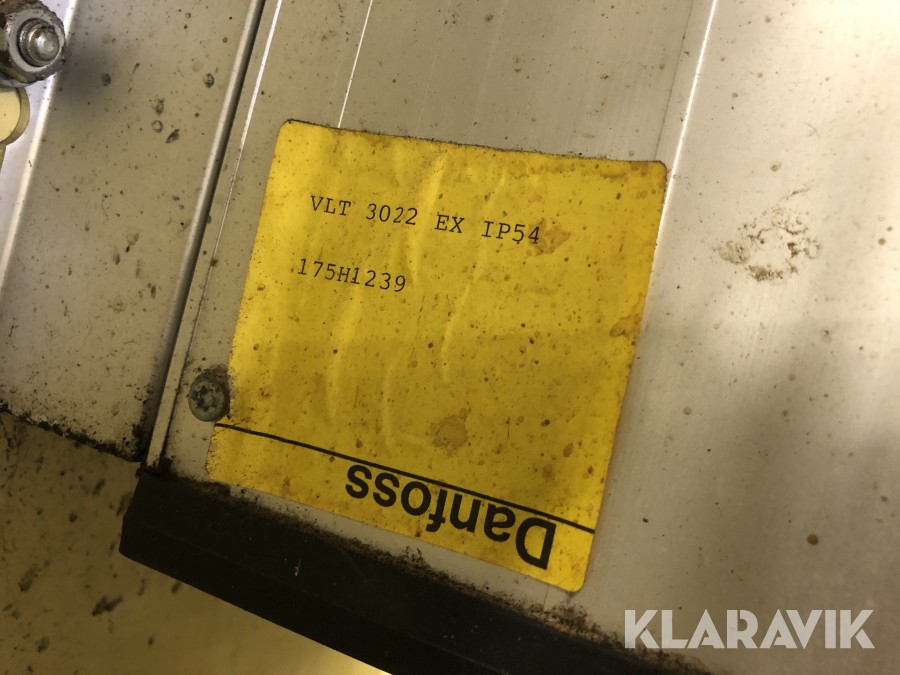 VLT 3022 EX IP54
175H1239
Danfoss
KLARAVIK